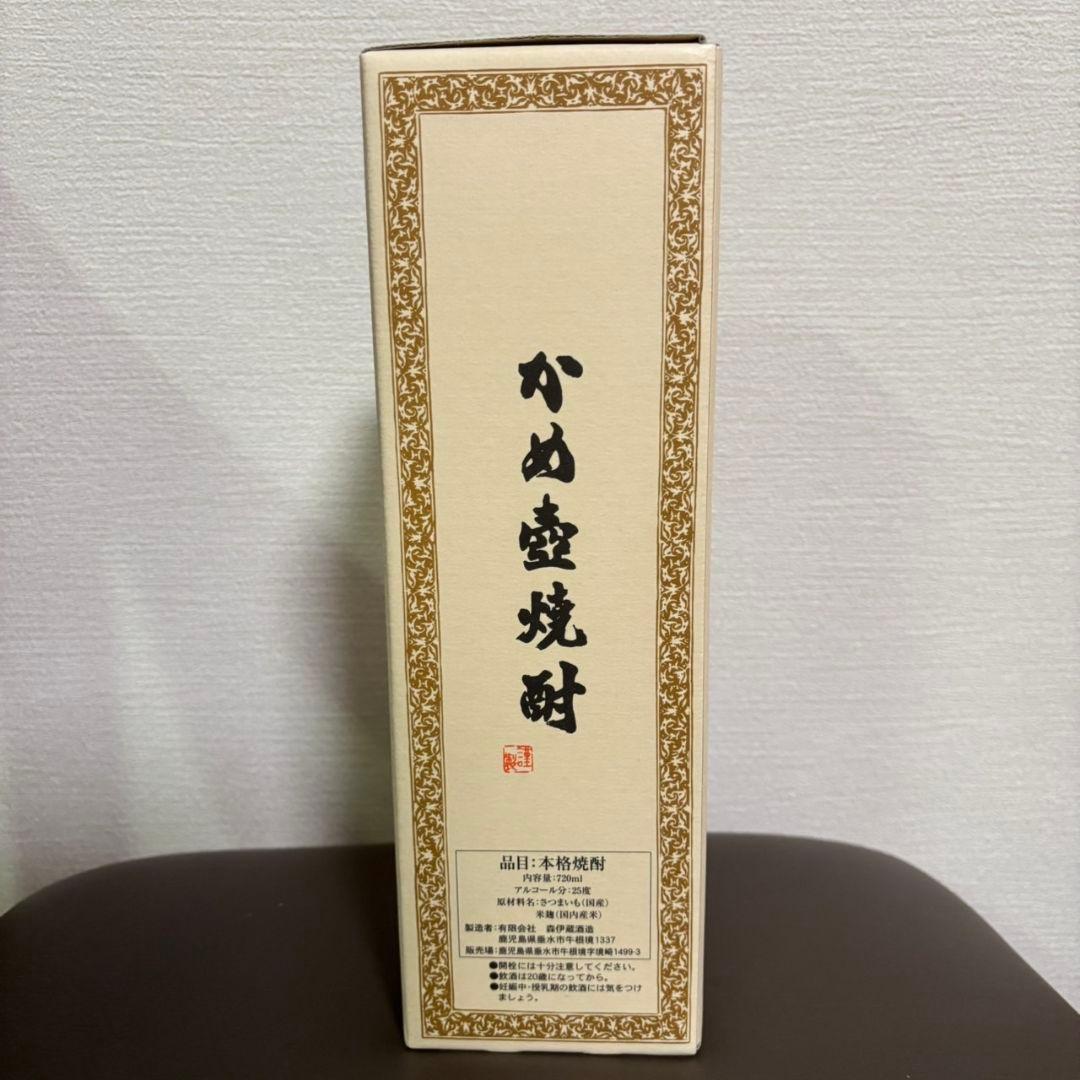 かめ壺焼酎
謹製
品目:本格焼酎
内容量:720ml
アルコール分:25度
原材料名:さつまいも(国産)
米麹(国内産米)
製造者:有限会社 森伊蔵酒造
鹿児島県垂水市牛根境1337
販売場:鹿児島県垂水市牛根境字境崎1499-3
●開栓には十分注意してください。
●飲酒は20歳になってから。
●妊娠中・授乳期の飲酒には気をつけ
ましょう。